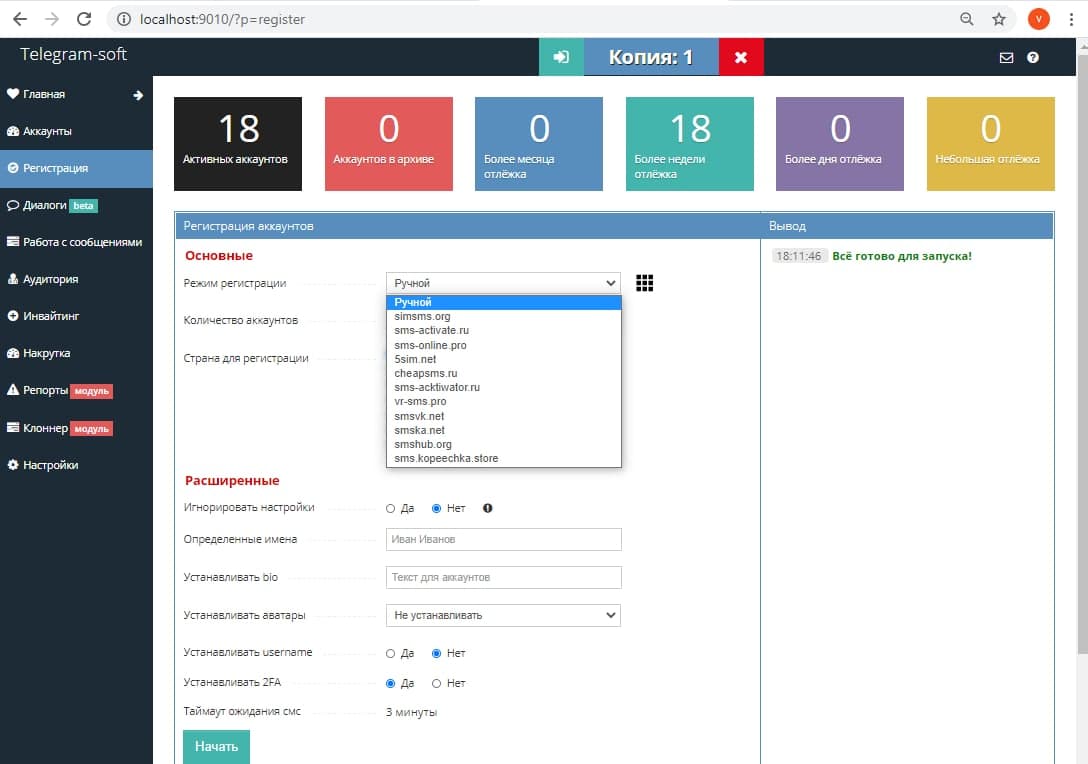 localhost:9010/?p=register
V
Telegram-soft
Копия: 1
Главная
Аккаунты
Регистрация
Диалоги beta
Работа с сообщениями
Аудитория
Инвайтинг
Накрутка
Репорты модуль
Клоннер модуль
Настройки
18
Активных аккаунтов
0
Аккаунтов в архиве
0
Более месяца
отлёжка
18
Более недели
отлёжка
0
Более дня отлёжка
0
Небольшая отлёжка
Регистрация аккаунтов
Основные
Режим регистрации
Ручной
Ручной
simsms.org
sms-activate.ru
sms-online.pro
5sim.net
cheapsms.ru
sms-acktivator.ru
vr-sms.pro
smsvk.net
smska.net
smshub.org
sms.kopeechka.store
Количество аккаунтов
Страна для регистрации
Расширенные
Игнорировать настройки Да Нет
Определенные имена Иван Иванов
Устанавливать bio Текст для аккаунтов
Устанавливать аватары Не устанавливать
Устанавливать username Да Нет
Устанавливать 2FA Да Нет
Таймаут ожидания смс 3 минуты
Начать
Вывод
18:11:46 Всё готово для запуска!